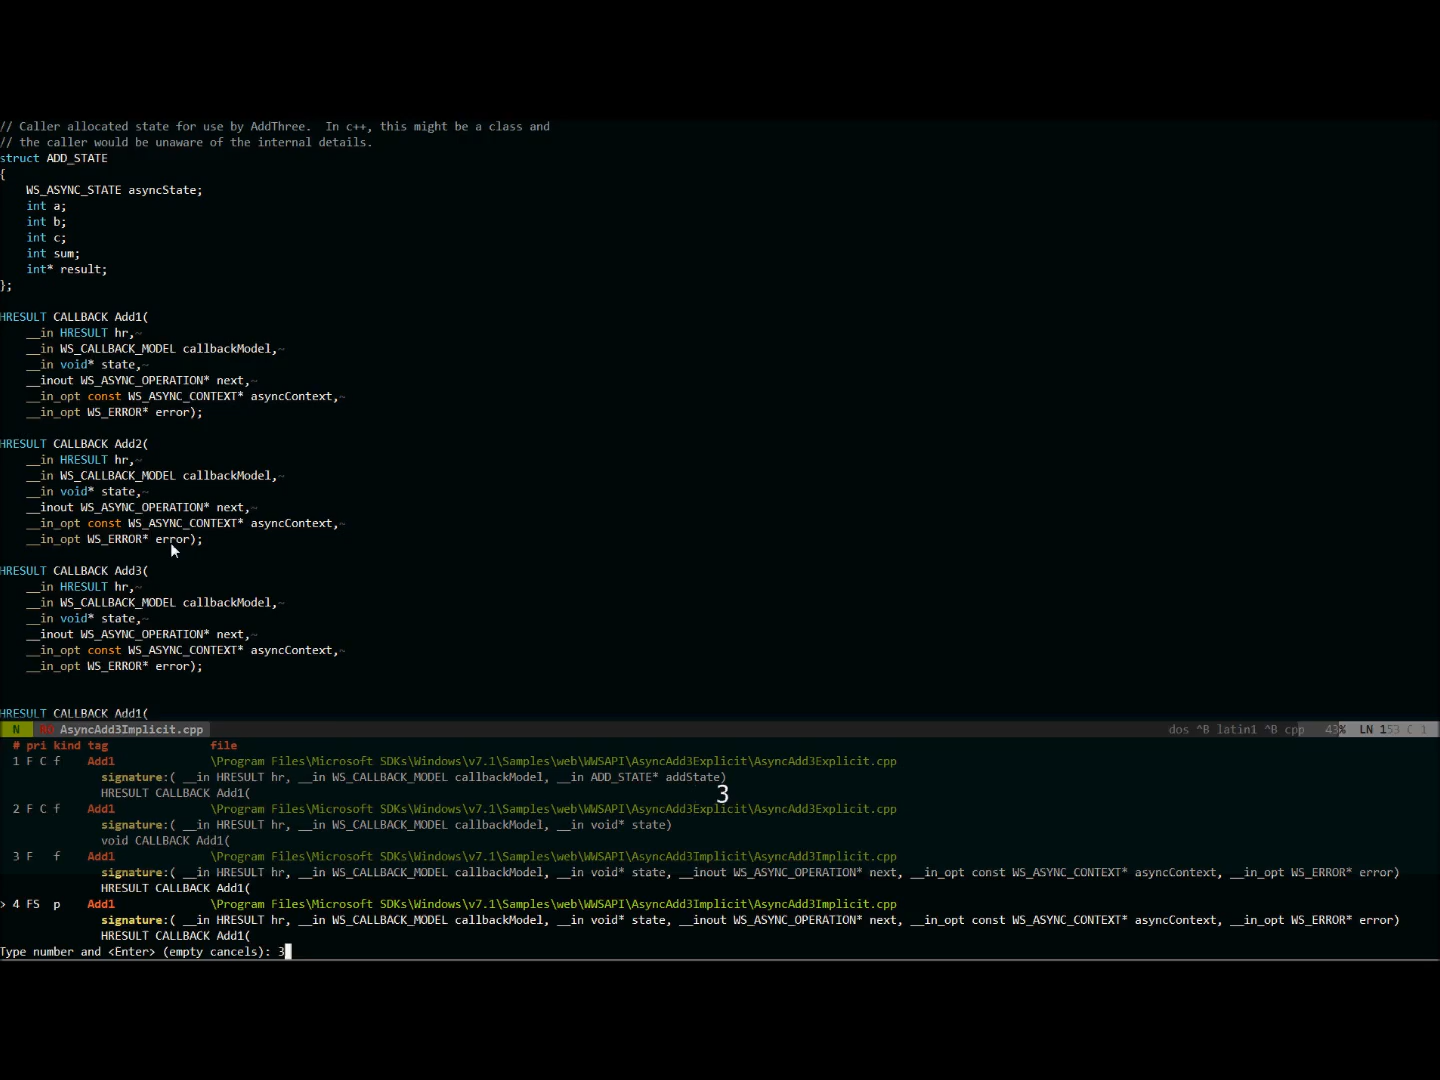 // Caller allocated state for use by AddThree.  In c++, this might be a class and
// the caller would be unaware of the internal details.
struct ADD_STATE
{
    WS_ASYNC_STATE asyncState;
    int a;
    int b;
    int c;
    int sum;
    int* result;
};

HRESULT CALLBACK Add1(
    __in HRESULT hr,~
    __in WS_CALLBACK_MODEL callbackModel,~
    __in void* state,~
    __inout WS_ASYNC_OPERATION* next,~
    __in_opt const WS_ASYNC_CONTEXT* asyncContext,~
    __in_opt WS_ERROR* error);

HRESULT CALLBACK Add2(
    __in HRESULT hr,~
    __in WS_CALLBACK_MODEL callbackModel,~
    __in void* state,~
    __inout WS_ASYNC_OPERATION* next,~
    __in_opt const WS_ASYNC_CONTEXT* asyncContext,~
    __in_opt WS_ERROR* error);

HRESULT CALLBACK Add3(
    __in HRESULT hr,~
    __in WS_CALLBACK_MODEL callbackModel,~
    __in void* state,~
    __inout WS_ASYNC_OPERATION* next,~
    __in_opt const WS_ASYNC_CONTEXT* asyncContext,~
    __in_opt WS_ERROR* error);

HRESULT CALLBACK Add1(
N AsyncAdd3Implicit.cpp dos ^B latin1 ^B cpp 43% LN 153 C 1
# pri kind tag file
1 F C f Add1 \Program Files\Microsoft SDKs\Windows\v7.1\Samples\web\WWSAPI\AsyncAdd3Explicit\AsyncAdd3Explicit.cpp
signature:( __in HRESULT hr, __in WS_CALLBACK_MODEL callbackModel, __in ADD_STATE* addState)
HRESULT CALLBACK Add1(
3
2 F C f Add1 \Program Files\Microsoft SDKs\Windows\v7.1\Samples\web\WWSAPI\AsyncAdd3Explicit\AsyncAdd3Explicit.cpp
signature:( __in HRESULT hr, __in WS_CALLBACK_MODEL callbackModel, __in void* state)
void CALLBACK Add1(
3 F f Add1 \Program Files\Microsoft SDKs\Windows\v7.1\Samples\web\WWSAPI\AsyncAdd3Implicit\AsyncAdd3Implicit.cpp
signature:( __in HRESULT hr, __in WS_CALLBACK_MODEL callbackModel, __in void* state, __inout WS_ASYNC_OPERATION* next, __in_opt const WS_ASYNC_CONTEXT* asyncContext, __in_opt WS_ERROR* error)
HRESULT CALLBACK Add1(
> 4 FS p Add1 \Program Files\Microsoft SDKs\Windows\v7.1\Samples\web\WWSAPI\AsyncAdd3Implicit\AsyncAdd3Implicit.cpp
signature:( __in HRESULT hr, __in WS_CALLBACK_MODEL callbackModel, __in void* state, __inout WS_ASYNC_OPERATION* next, __in_opt const WS_ASYNC_CONTEXT* asyncContext, __in_opt WS_ERROR* error)
HRESULT CALLBACK Add1(
Type number and <Enter> (empty cancels): 3